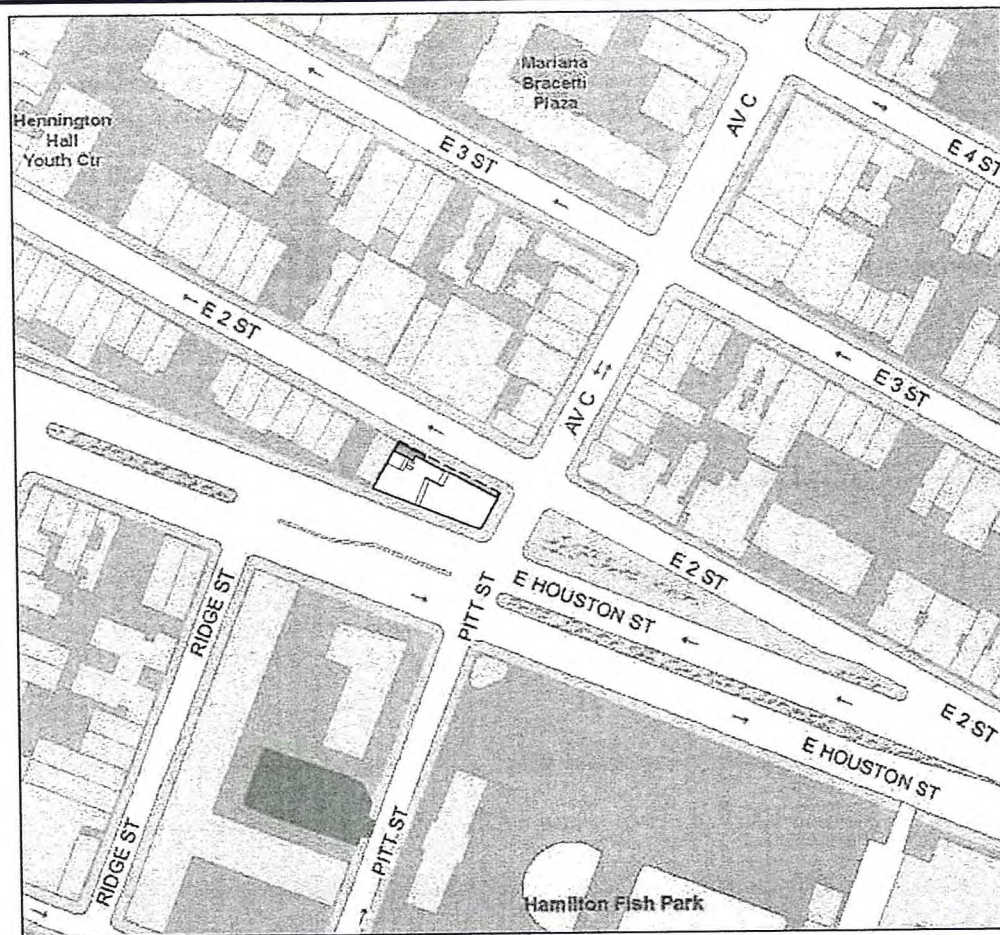 Mariana
Bracetti
Plaza
AV C
E 4 ST
Hennington
Hall
Youth Ctr
E 3 ST
E 2 ST
AV C
E 3 ST
E 2 ST
E HOUSTON ST
PITT ST
RIDGE ST
E 2 ST
E HOUSTON ST
PITT ST
RIDGE ST
Hamilton Fish Park